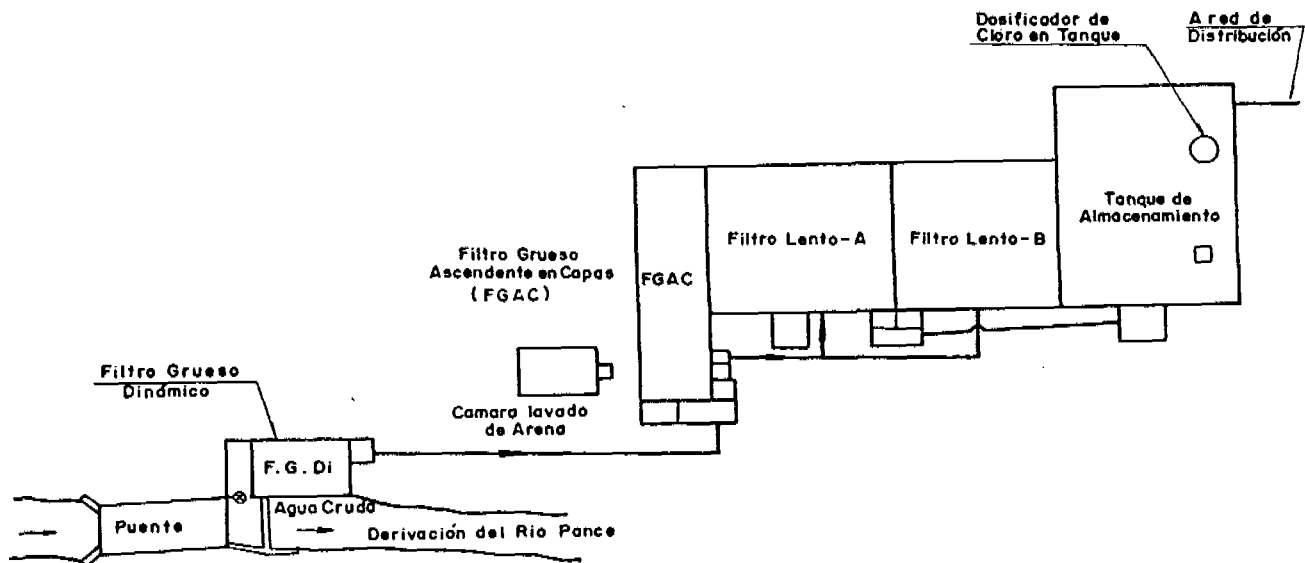 Dosificador de
Cloro en Tanque
A red de
Distribución
Tanque de
Almacenamiento
Filtro Lento-A
Filtro Lento-B
Filtro Grueso
Ascendente en Capas
(FGAC)
FGAC
Filtro Grueso
Dinámico
Camara lavado
de Arena
F.G.Di
Agua Cruda
Puente
Derivación del Rio Pance